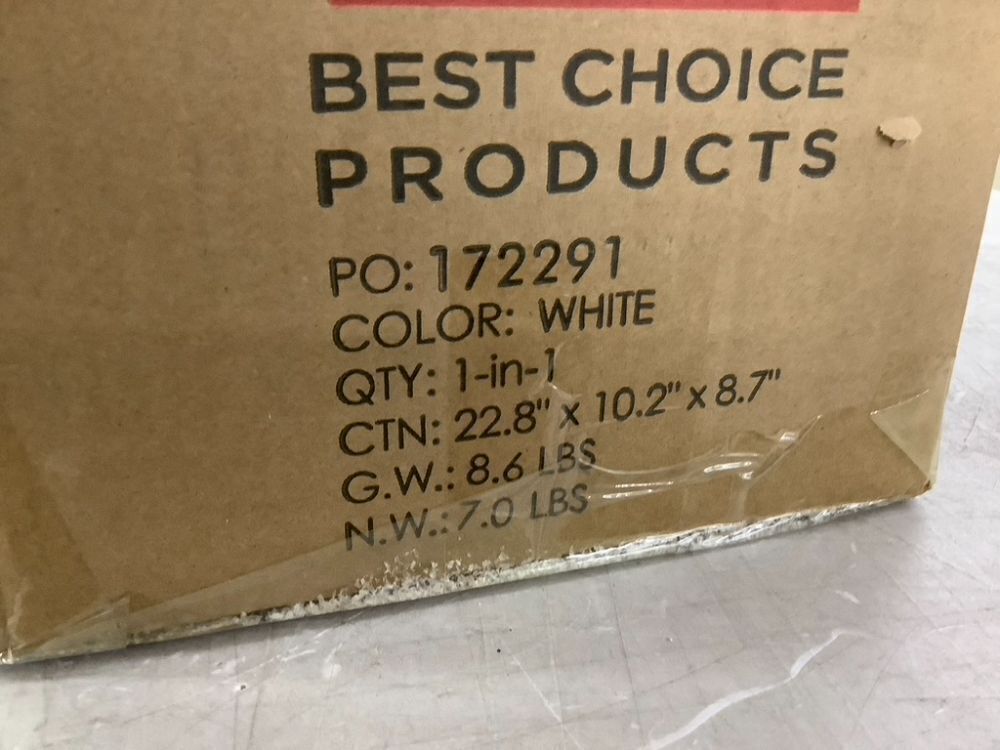 BEST CHOICE
PRODUCTS
PO: 172291
COLOR: WHITE
QTY: 1-in-1
CTN: 22.8" x 10.2" x 8.7"
G.W.: 8.6 LBS
N.W.: 7.0 LBS